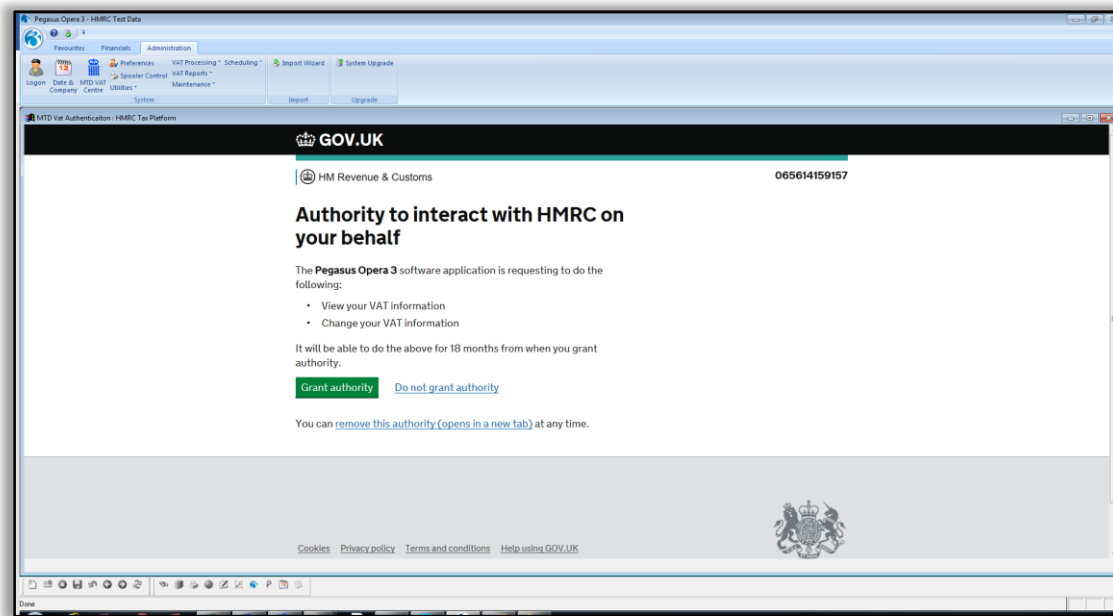 Pegasus Opera 3 - HMRC Test Data
Favourites Financials Administration
Preferences VAT Processing Scheduling Import Wizard System Upgrade
Spooler Control VAT Reports
Logon Date & Company MTD VAT Centre Utilities Maintenance
System Import Upgrade
MTD Vat Authenticaiton : HMRC Tax Platform
GOV.UK
HM Revenue & Customs 065614159157
Authority to interact with HMRC on
your behalf
The Pegasus Opera 3 software application is requesting to do the
following:
• View your VAT information
• Change your VAT information
It will be able to do the above for 18 months from when you grant
authority.
Grant authority Do not grant authority
You can remove this authority (opens in a new tab) at any time.
Cookies Privacy policy Terms and conditions Help using GOV.UK
Done